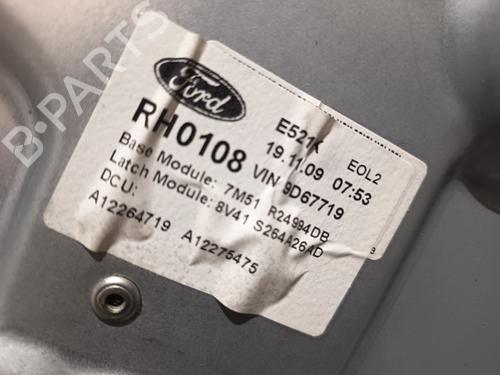 B-PARTS
Ford
RH0108
E521K
EOL2
19.11.09 07:53
VIN 9D67719
Base Module: 7M51 R24994DB
Latch Module: 8V41 S264A26AD
DCU:
A12264719 A12275475
3